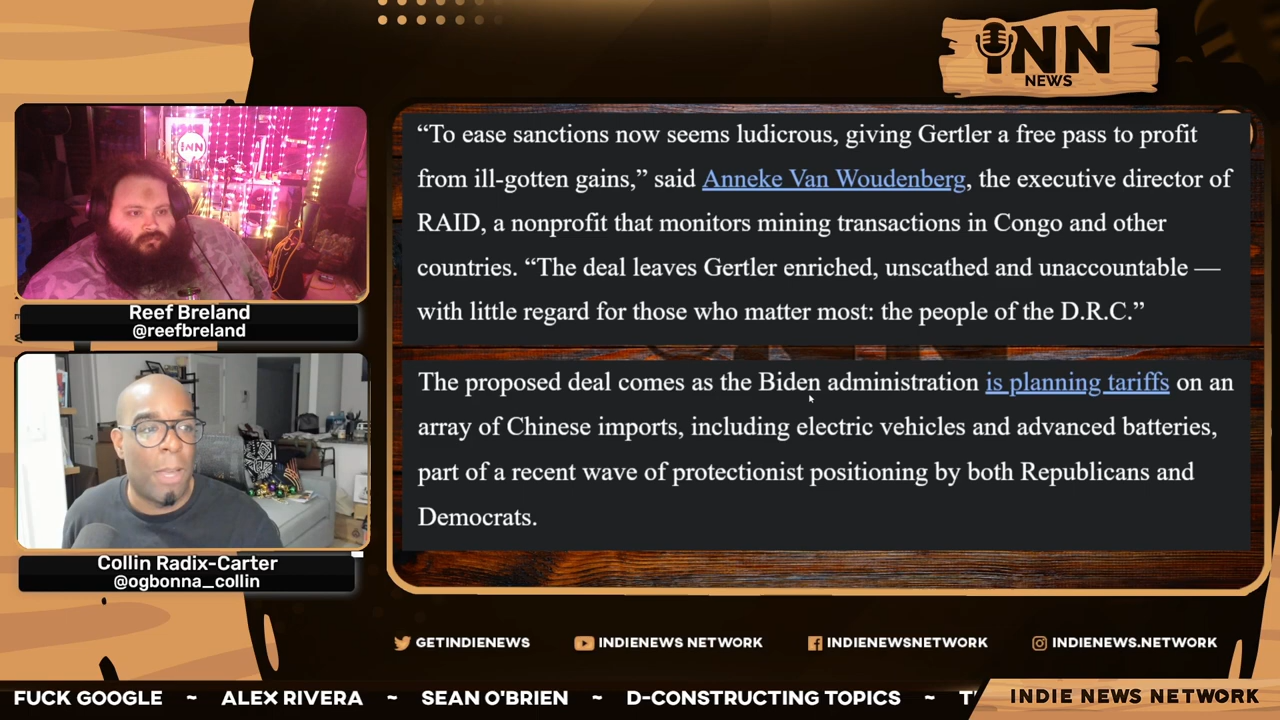 INN
NEWS
“To ease sanctions now seems ludicrous, giving Gertler a free pass to profit
from ill-gotten gains,” said Anneke Van Woudenberg, the executive director of
RAID, a nonprofit that monitors mining transactions in Congo and other
countries. “The deal leaves Gertler enriched, unscathed and unaccountable —
with little regard for those who matter most: the people of the D.R.C.”
The proposed deal comes as the Biden administration is planning tariffs on an
array of Chinese imports, including electric vehicles and advanced batteries,
part of a recent wave of protectionist positioning by both Republicans and
Democrats.
INN
Reef Breland
@reefbreland
Collin Radix-Carter
@ogbonna_collin
GETINDIENEWS
INDIENEWS NETWORK
INDIENEWSNETWORK
INDIENEWS.NETWORK
FUCK GOOGLE ~ ALEX RIVERA ~ SEAN O'BRIEN ~ D-CONSTRUCTING TOPICS ~
INDIE NEWS NETWORK